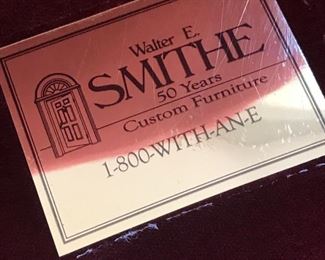 Walter E.
SMITHE
50 Years
Custom Furniture
1-800-WITH-AN-E